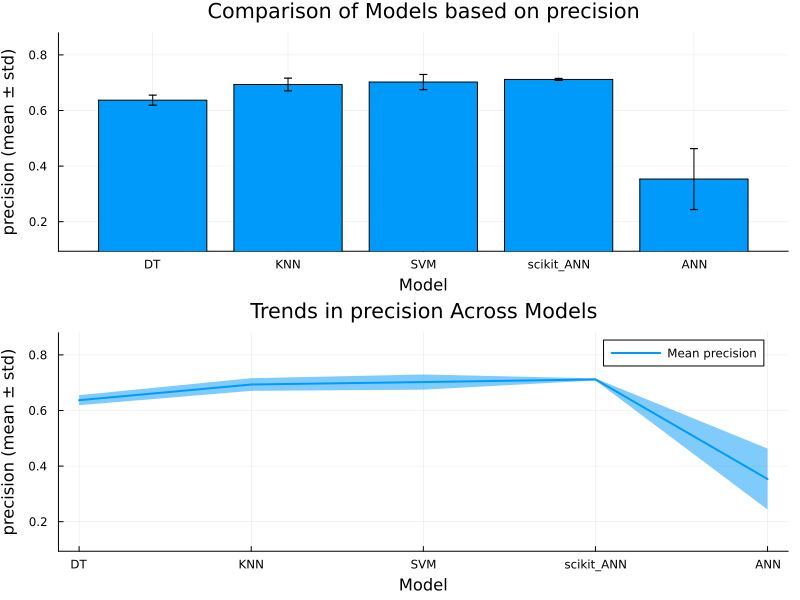 Comparison of Models based on precision
precision (mean ± std)
0.8
0.6
0.4
0.2
DT KNN SVM scikit_ANN ANN
Model
Trends in precision Across Models
precision (mean ± std)
Mean precision
0.8
0.6
0.4
0.2
DT KNN SVM scikit_ANN ANN
Model